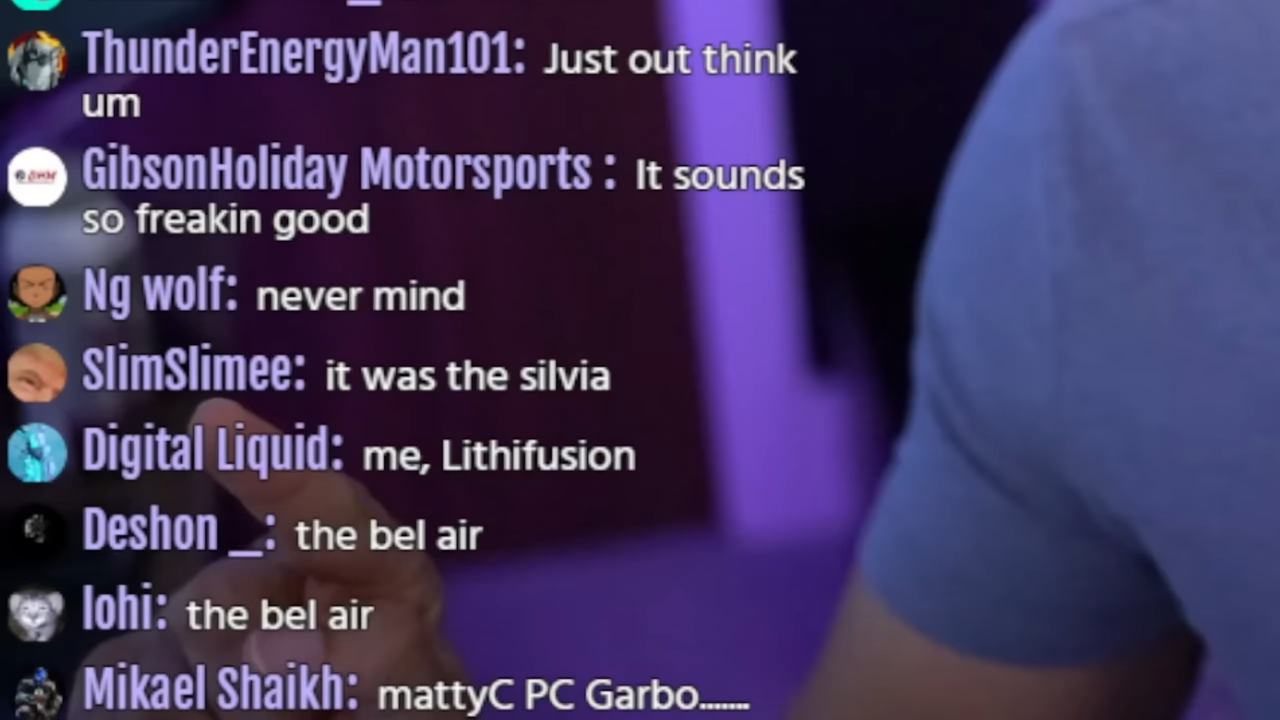 ThunderEnergyMan101: Just out think
um
GibsonHoliday Motorsports : It sounds
so freakin good
Ng wolf: never mind
SlimSlimee: it was the silvia
Digital Liquid: me, Lithifusion
Deshon _: the bel air
lohi: the bel air
Mikael Shaikh: mattyC PC Garbo.......